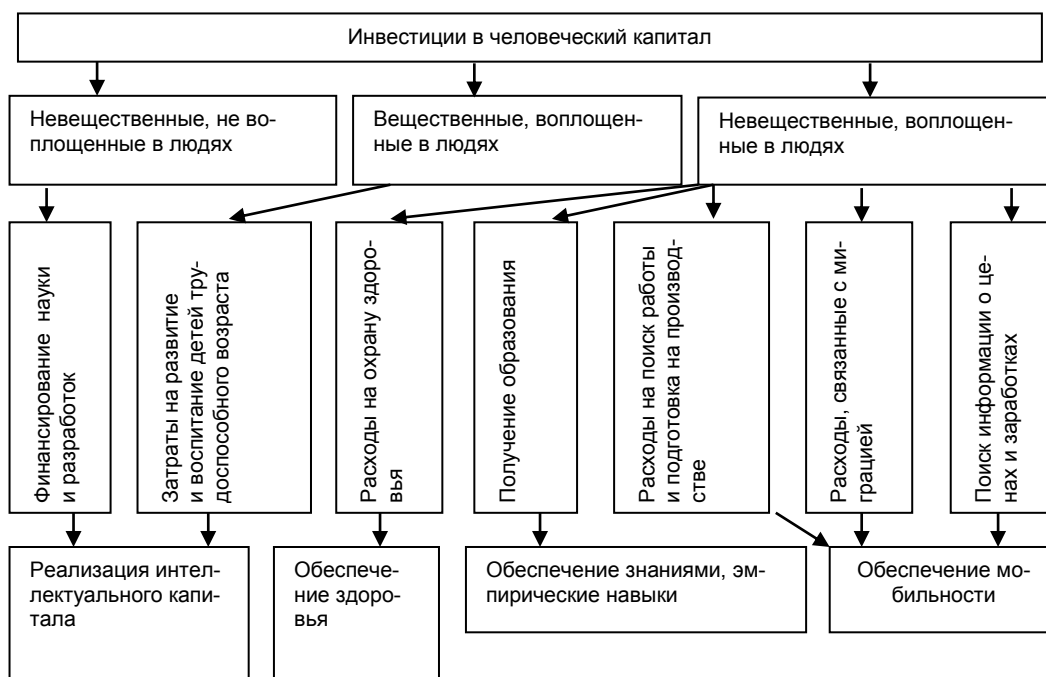 Инвестиции в человеческий капитал
Невещественные, не во-
площенные в людях
Вещественные, воплощен-
ные в людях
Невещественные, воплощен-
ные в людях
Финансирование науки
и разработок
Затраты на развитие
и воспитание детей тру-
доспособного возраста
Расходы на охрану здоро-
вья
Получение образования
Расходы на поиск работы
и подготовка на производ-
стве
Расходы, связанные с ми-
грацией
Поиск информации о це-
нах и заработках
Реализация интел-
лектуального капи-
тала
Обеспече-
ние здоро-
вья
Обеспечение знаниями, эм-
пирические навыки
Обеспечение мо-
бильности